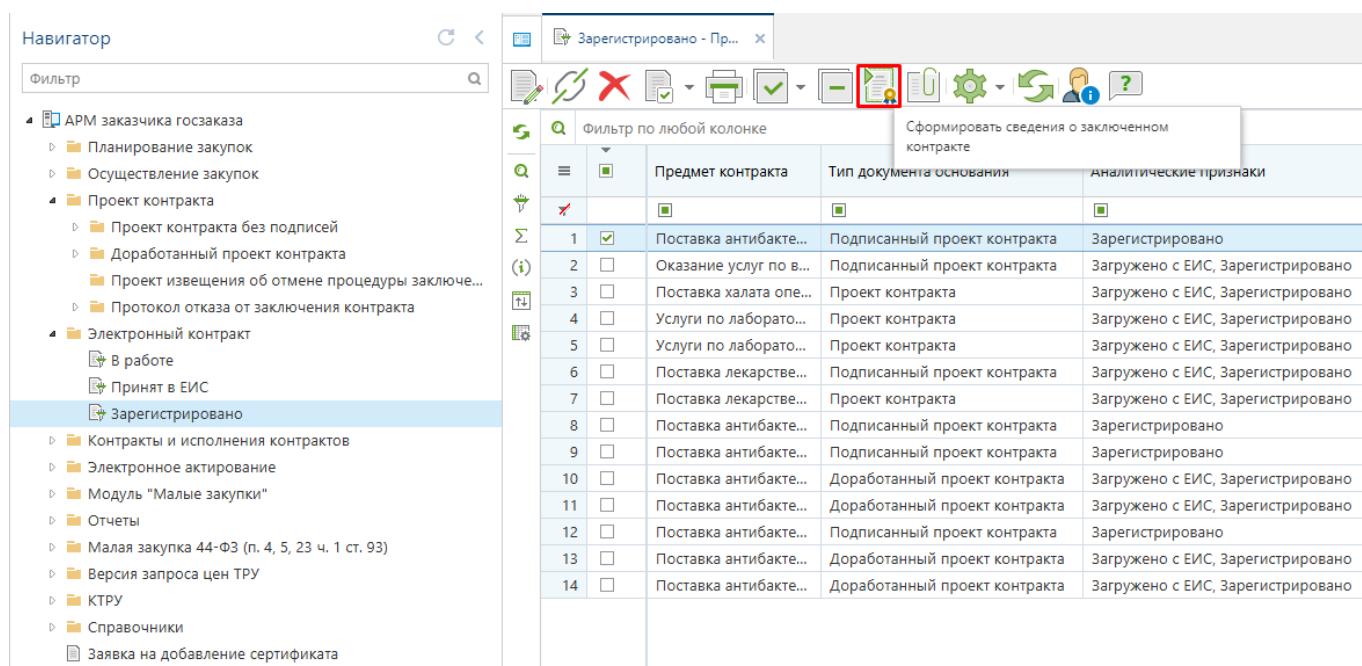 Навигатор
Фильтр
АРМ заказчика госзаказа
Планирование закупок
Осуществление закупок
Проект контракта
Проект контракта без подписей
Доработанный проект контракта
Проект извещения об отмене процедуры заключе...
Протокол отказа от заключения контракта
Электронный контракт
В работе
Принят в ЕИС
Зарегистрировано
Контракты и исполнения контрактов
Электронное актирование
Модуль "Малые закупки"
Отчеты
Малая закупка 44-ФЗ (п. 4, 5, 23 ч. 1 ст. 93)
Версия запроса цен ТРУ
КТРУ
Справочники
Заявка на добавление сертификата
Зарегистрировано - Пр...
Фильтр по любой колонке
Сформировать сведения о заключенном
контракте
Предмет контракта Тип документа основания Аналитические признаки
1 Поставка антибакте... Подписанный проект контракта Зарегистрировано
2 Оказание услуг по в... Подписанный проект контракта Загружено с ЕИС, Зарегистрировано
3 Поставка халата опе... Проект контракта Загружено с ЕИС, Зарегистрировано
4 Услуги по лаборато... Проект контракта Загружено с ЕИС, Зарегистрировано
5 Услуги по лаборато... Проект контракта Загружено с ЕИС, Зарегистрировано
6 Поставка лекарстве... Подписанный проект контракта Загружено с ЕИС, Зарегистрировано
7 Поставка лекарстве... Проект контракта Загружено с ЕИС, Зарегистрировано
8 Поставка антибакте... Подписанный проект контракта Зарегистрировано
9 Поставка антибакте... Подписанный проект контракта Зарегистрировано
10 Поставка антибакте... Доработанный проект контракта Загружено с ЕИС, Зарегистрировано
11 Поставка антибакте... Доработанный проект контракта Загружено с ЕИС, Зарегистрировано
12 Поставка антибакте... Подписанный проект контракта Зарегистрировано
13 Поставка антибакте... Доработанный проект контракта Загружено с ЕИС, Зарегистрировано
14 Поставка антибакте... Доработанный проект контракта Загружено с ЕИС, Зарегистрировано